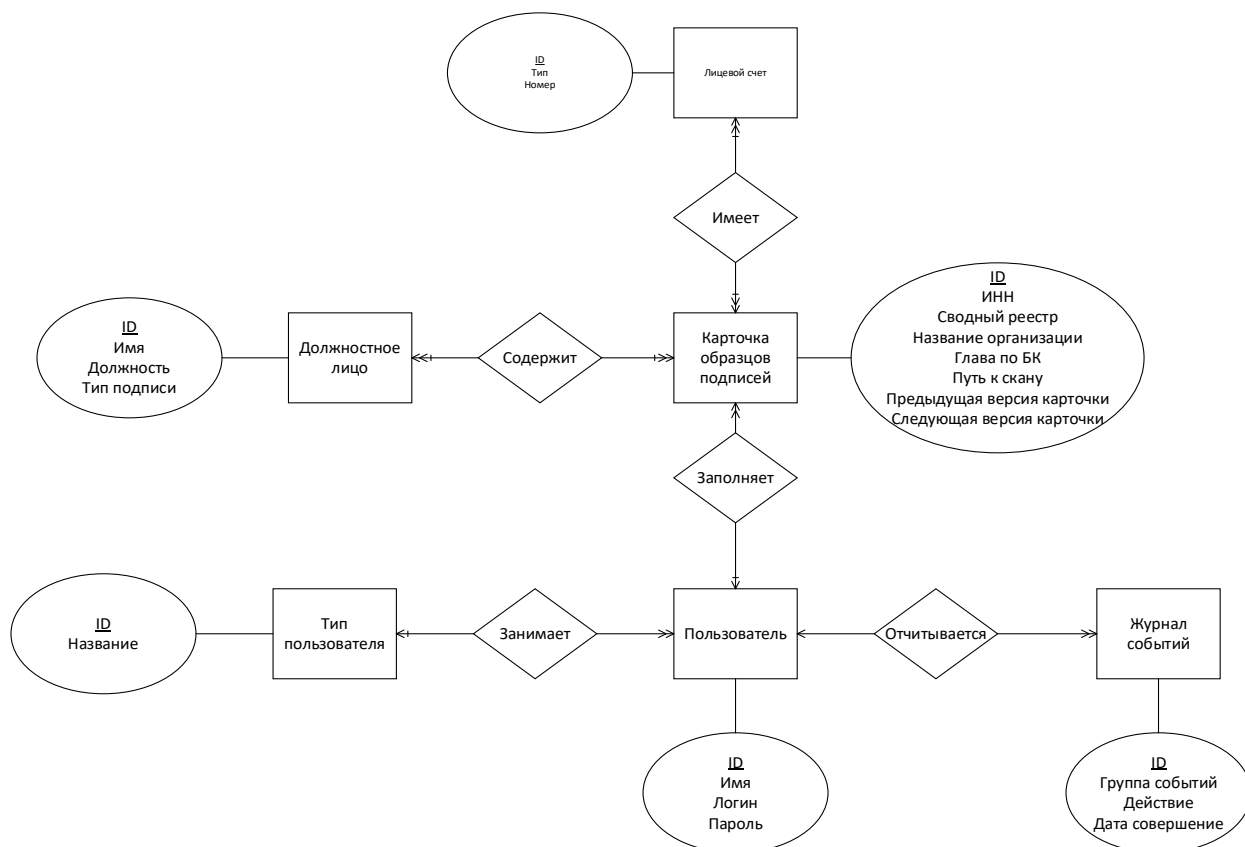 ID
Тип
Номер
Лицевой счет
Имеет
ID
Имя
Должность
Тип подписи
Должностное
лицо
Содержит
Карточка
образцов
подписей
ID
ИНН
Сводный реестр
Название организации
Глава по БК
Путь к скану
Предыдущая версия карточки
Следующая версия карточки
Заполняет
ID
Название
Тип
пользователя
Занимает
Пользователь
Отчитывается
Журнал
событий
ID
Имя
Логин
Пароль
ID
Группа событий
Действие
Дата совершение